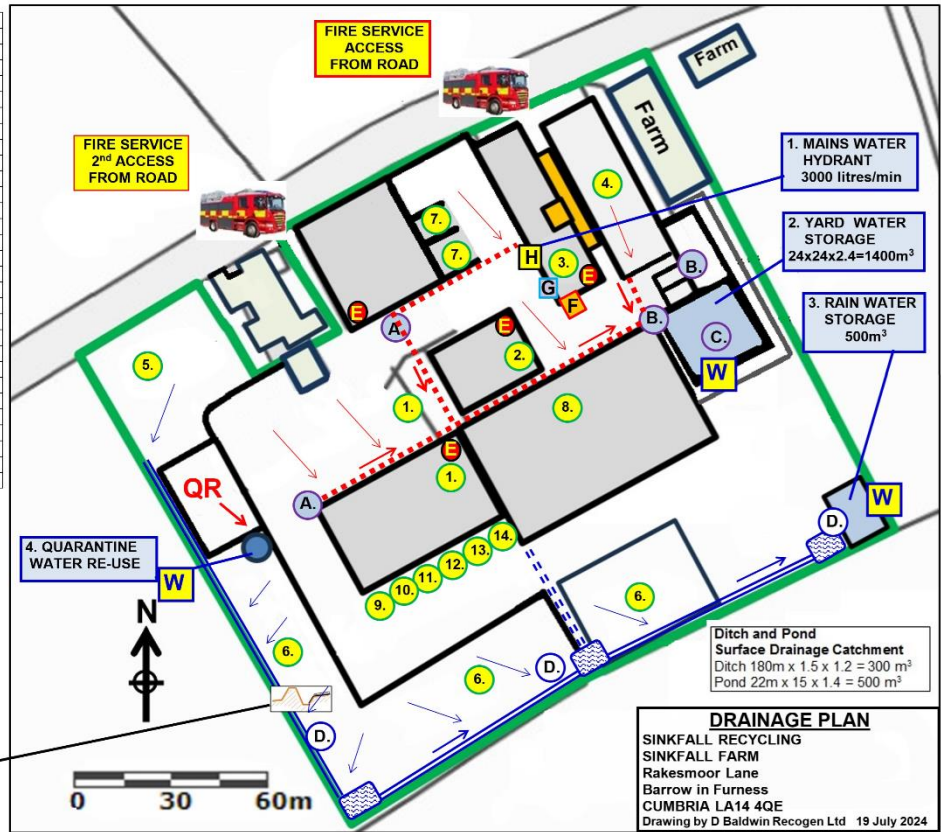 FIRE SERVICE
ACCESS
FROM ROAD
Farm
Farm
FIRE SERVICE
2nd ACCESS
FROM ROAD
1. MAINS WATER
HYDRANT
3000 litres/min
4.
7.
7.
H
3.
E
G
F
B.
2. YARD WATER
STORAGE
24x24x2.4=1400m³
E
A.
E
2.
B.
C.
W
3. RAIN WATER
STORAGE
500m³
5.
1.
8.
E
1.
QR
A.
W
D.
4. QUARANTINE
WATER RE-USE
W
14.
13.
12.
11.
10.
9.
6.
6.
6.
D.
D.
N
Ditch and Pond
Surface Drainage Catchment
Ditch 180m x 1.5 x 1.2 = 300 m³
Pond 22m x 15 x 1.4 = 500 m³
0 30 60m
DRAINAGE PLAN
SINKFALL RECYCLING
SINKFALL FARM
Rakesmoor Lane
Barrow in Furness
CUMBRIA LA14 4QE
Drawing by D Baldwin Recogen Ltd 19 July 2024